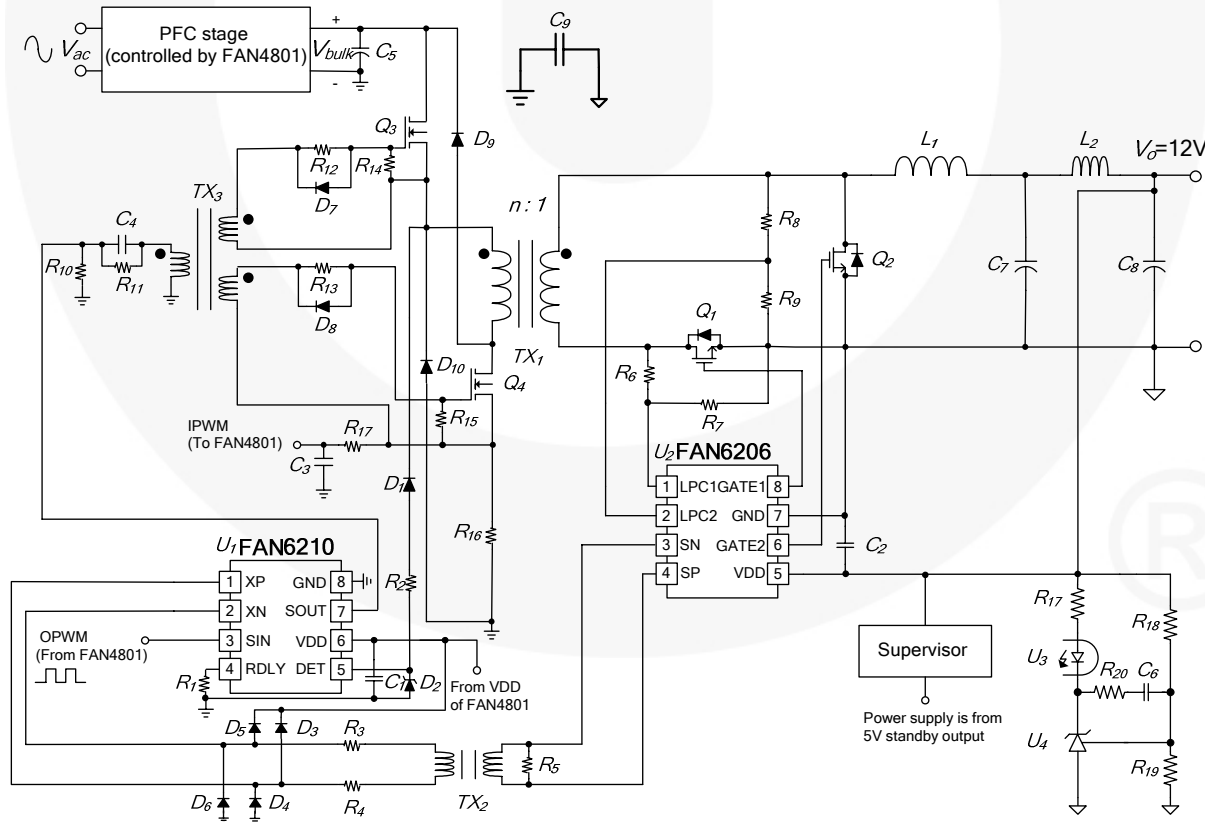 PFC stage
(controlled by FAN4801)
Vac
+
Vbulk
-
C5
C9
Q3
D9
R12
R14
D7
TX3
C4
R10
R11
R13
D8
n : 1
TX1
D10
Q4
R15
IPWM
(To FAN4801)
R17
C3
D1
R16
R2
L1
L2
Vo=12V
R8
R9
Q2
C7
C8
Q1
R6
R7
U2 FAN6206
1 LPC1 GATE1 8
2 LPC2 GND 7
3 SN GATE2 6
4 SP VDD 5
C2
U1 FAN6210
1 XP GND 8
2 XN SOUT 7
3 SIN VDD 6
4 RDLY DET 5
OPWM
(From FAN4801)
R1
C1
D2
From VDD
of FAN4801
D5
D3
R3
D6
D4
R4
TX2
R5
Supervisor
Power supply is from
5V standby output
R17
R18
U3
R20
C6
U4
R19
®